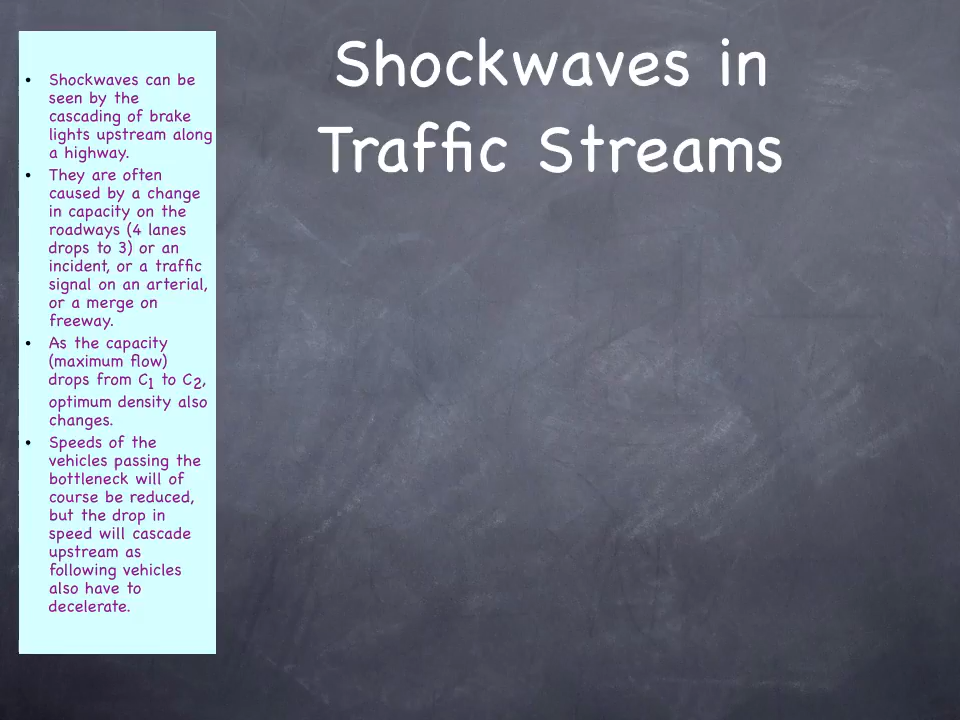 Shockwaves in
Traffic Streams
• Shockwaves can be
seen by the
cascading of brake
lights upstream along
a highway.
• They are often
caused by a change
in capacity on the
roadways (4 lanes
drops to 3) or an
incident, or a traffic
signal on an arterial,
or a merge on
freeway.
• As the capacity
(maximum flow)
drops from C1 to C2,
optimum density also
changes.
• Speeds of the
vehicles passing the
bottleneck will of
course be reduced,
but the drop in
speed will cascade
upstream as
following vehicles
also have to
decelerate.